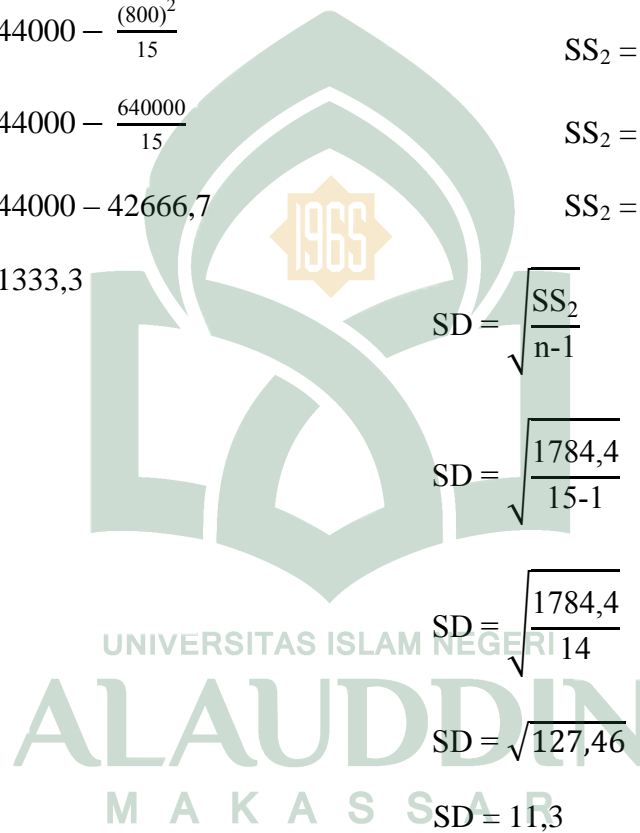 44000 – (800)²/15
44000 – 640000/15
44000 – 42666,7
1333,3
SS₂ =
SS₂ =
SS₂ =
SD = √(SS₂/n-1)
SD = √(1784,4/15-1)
SD = √(1784,4/14)
SD = √127,46
SD = 11,3
1965
UNIVERSITAS ISLAM NEGERI
ALAUDDIN
MAKASSAR